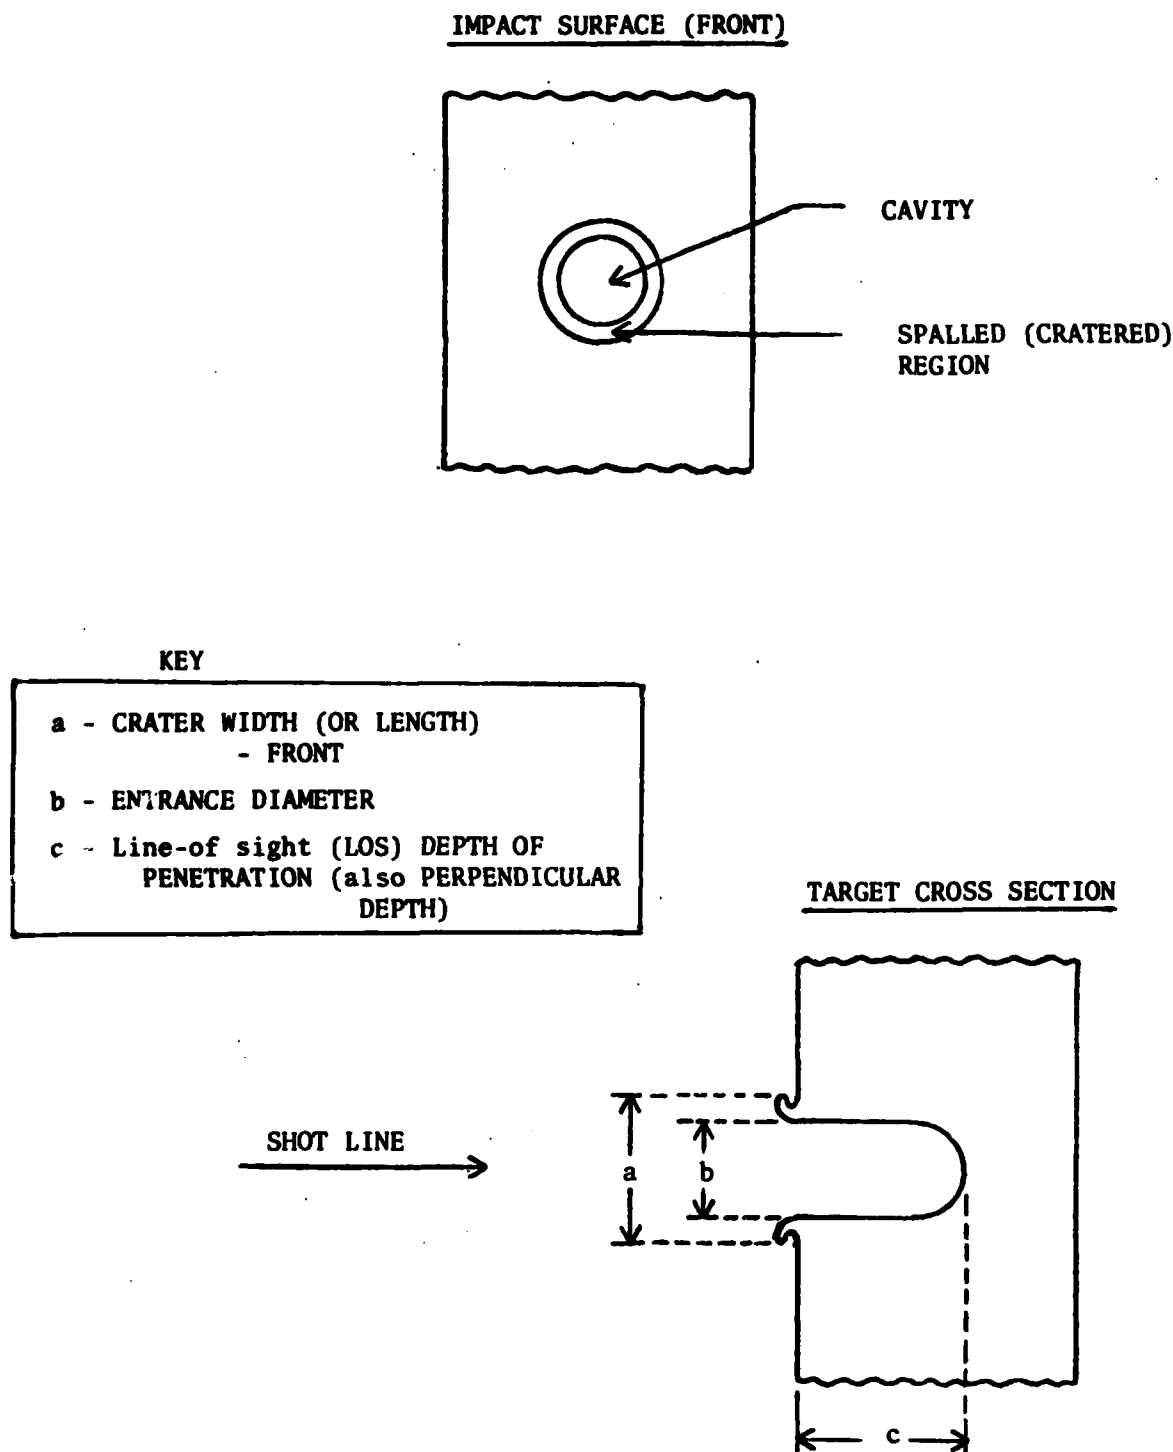 IMPACT SURFACE (FRONT)
CAVITY
SPALLED (CRATERED)
REGION
KEY
a - CRATER WIDTH (OR LENGTH)
- FRONT
b - ENTRANCE DIAMETER
c - Line-of sight (LOS) DEPTH OF
PENETRATION (also PERPENDICULAR
DEPTH)
TARGET CROSS SECTION
SHOT LINE
a
b
c